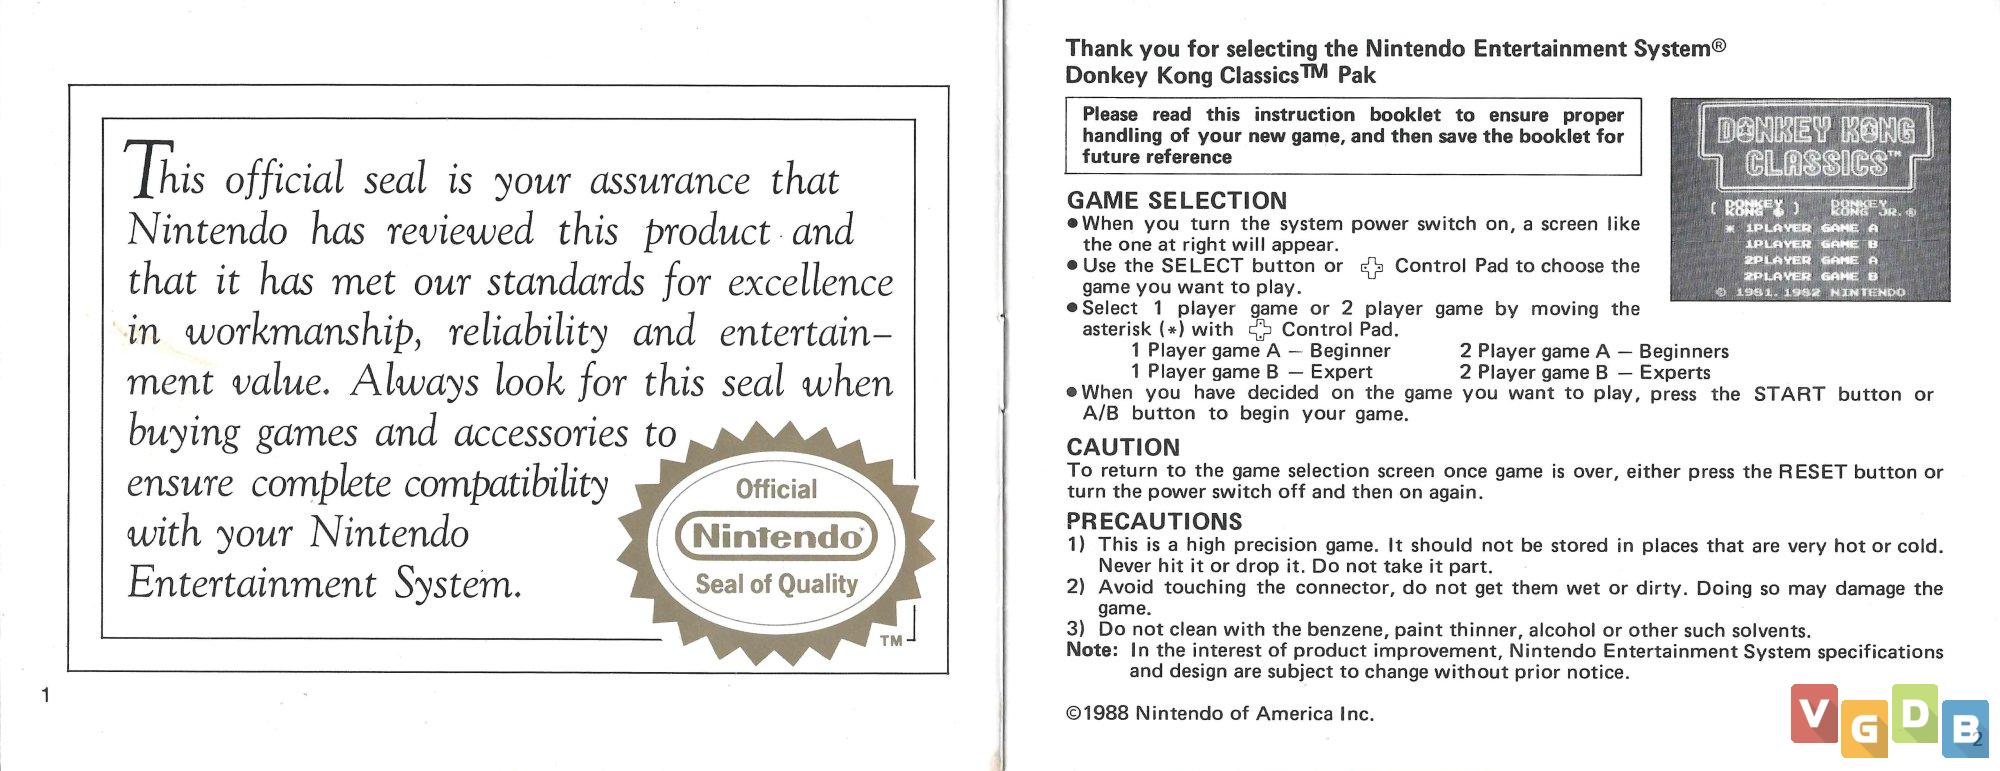 This official seal is your assurance that
Nintendo has reviewed this product and
that it has met our standards for excellence
in workmanship, reliability and entertain-
ment value. Always look for this seal when
buying games and accessories to
ensure complete compatibility
with your Nintendo
Entertainment System.
Official
Nintendo®
Seal of Quality
TM
1
Thank you for selecting the Nintendo Entertainment System®
Donkey Kong Classics™ Pak
Please read this instruction booklet to ensure proper
handling of your new game, and then save the booklet for
future reference
DONKEY KONG
CLASSICS™
( DONKEY KONG ) DONKEY KONG JR.®
* 1PLAYER GAME A
1PLAYER GAME B
2PLAYER GAME A
2PLAYER GAME B
© 1981, 1982 NINTENDO
GAME SELECTION
●When you turn the system power switch on, a screen like
the one at right will appear.
●Use the SELECT button or Control Pad to choose the
game you want to play.
●Select 1 player game or 2 player game by moving the
asterisk (*) with Control Pad.
1 Player game A — Beginner 2 Player game A — Beginners
1 Player game B — Expert 2 Player game B — Experts
●When you have decided on the game you want to play, press the START button or
A/B button to begin your game.
CAUTION
To return to the game selection screen once game is over, either press the RESET button or
turn the power switch off and then on again.
PRECAUTIONS
1) This is a high precision game. It should not be stored in places that are very hot or cold.
Never hit it or drop it. Do not take it part.
2) Avoid touching the connector, do not get them wet or dirty. Doing so may damage the
game.
3) Do not clean with the benzene, paint thinner, alcohol or other such solvents.
Note: In the interest of product improvement, Nintendo Entertainment System specifications
and design are subject to change without prior notice.
©1988 Nintendo of America Inc.
VGDB
2